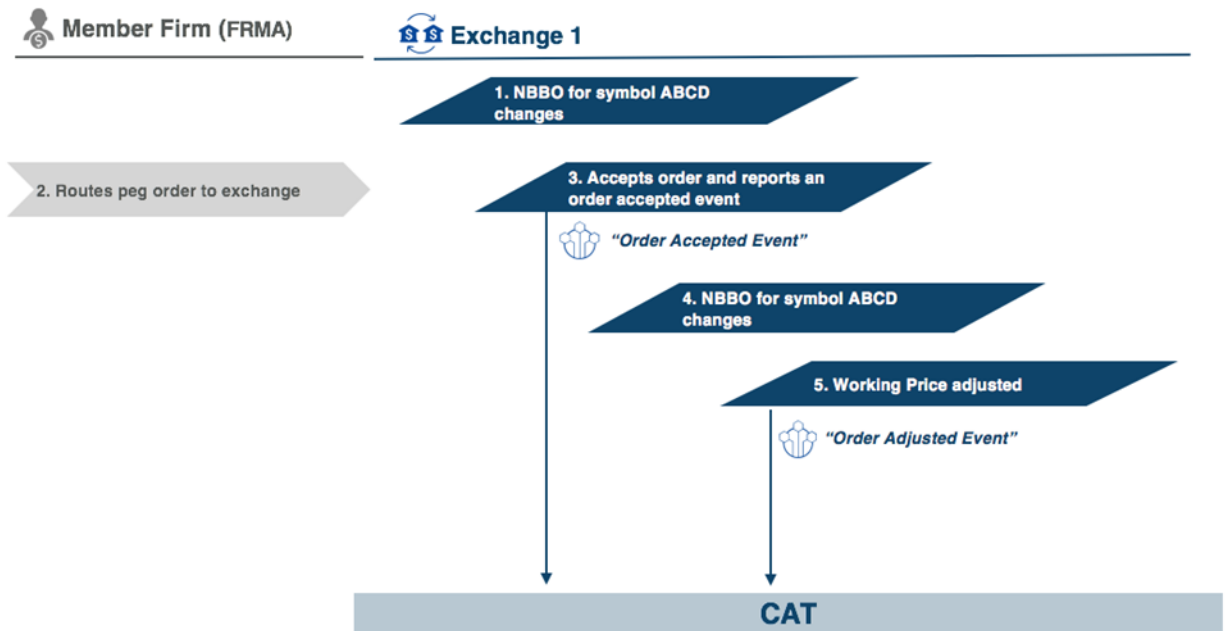 Member Firm (FRMA)
Exchange 1
1. NBBO for symbol ABCD
changes
2. Routes peg order to exchange
3. Accepts order and reports an
order accepted event
“Order Accepted Event”
4. NBBO for symbol ABCD
changes
5. Working Price adjusted
“Order Adjusted Event”
CAT